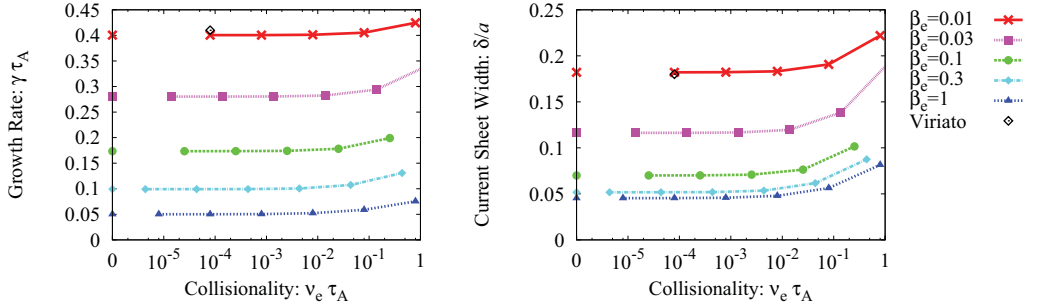 Growth Rate: γ τ_A
0.45
0.4
0.35
0.3
0.25
0.2
0.15
0.1
0.05
0
0 10^-5 10^-4 10^-3 10^-2 10^-1 1
Collisionality: ν_e τ_A
Current Sheet Width: δ/a
0.25
0.2
0.15
0.10
0.05
0
0 10^-5 10^-4 10^-3 10^-2 10^-1 1
Collisionality: ν_e τ_A
β_e=0.01
β_e=0.03
β_e=0.1
β_e=0.3
β_e=1
Viriato